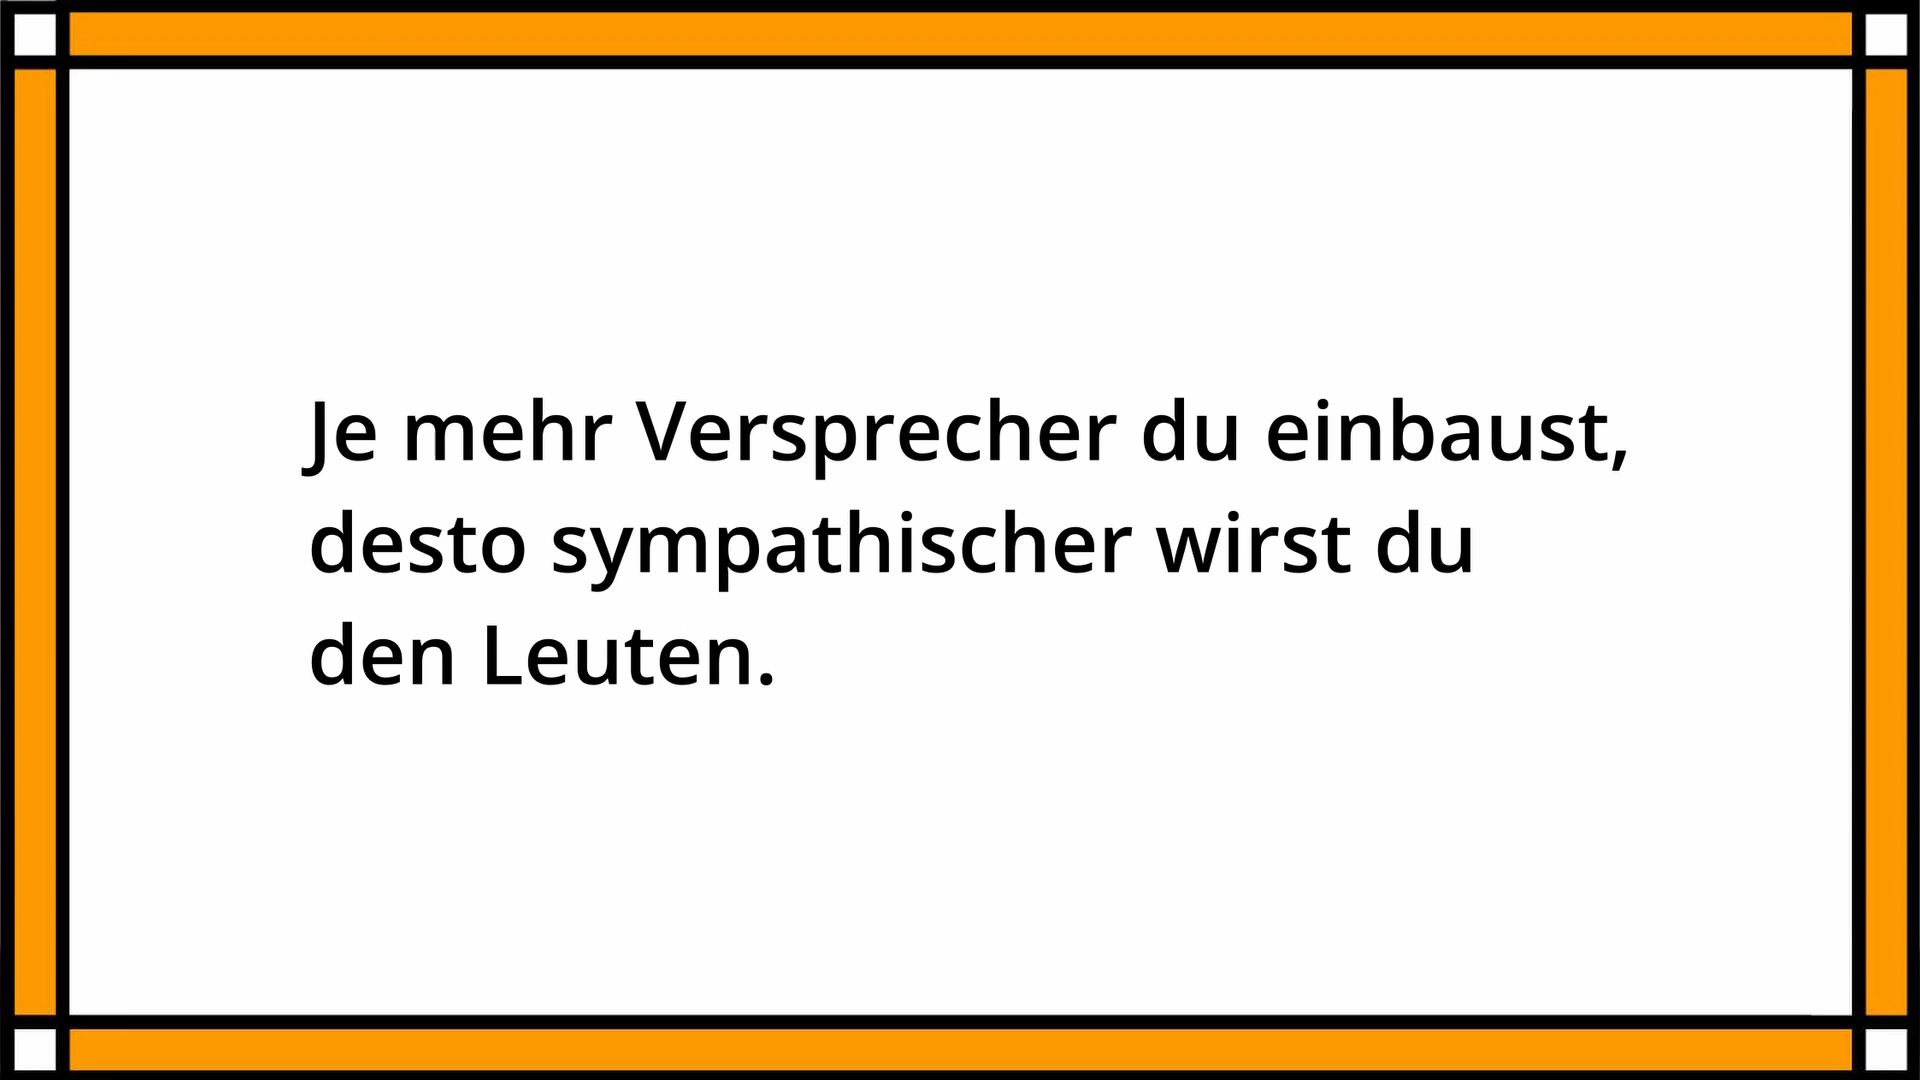 Je mehr Versprecher du einbaust,
desto sympathischer wirst du
den Leuten.